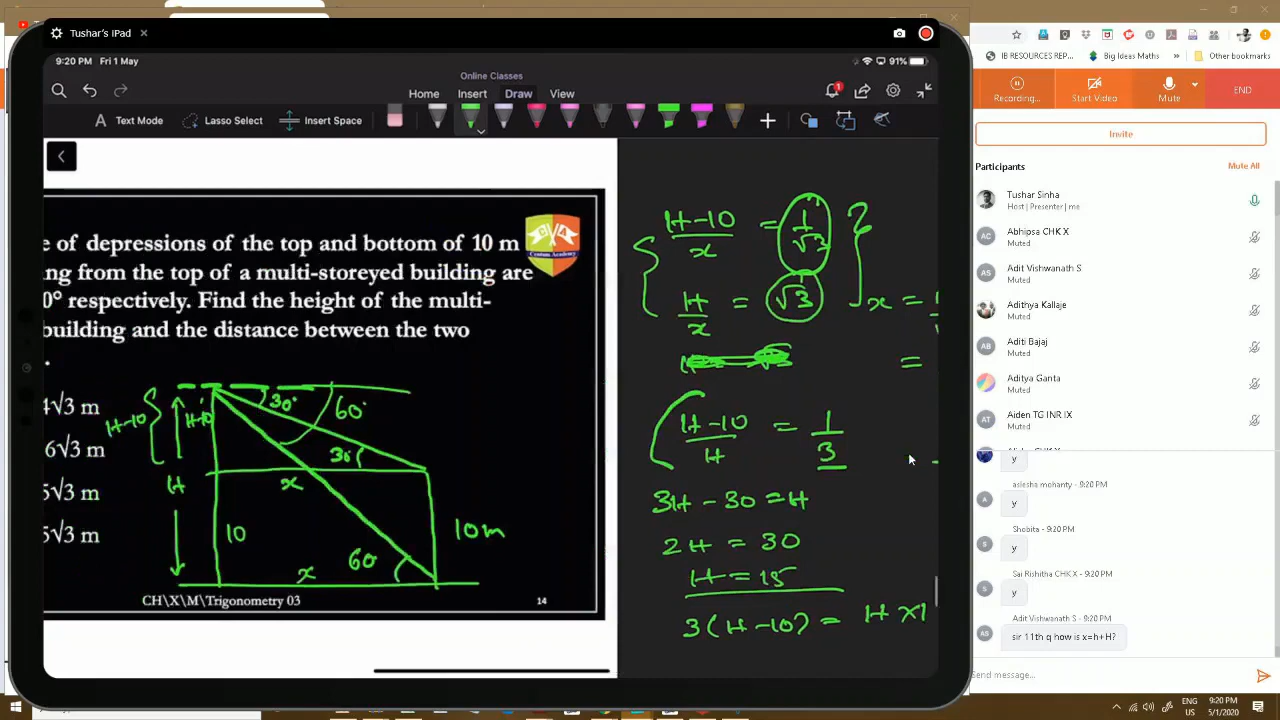 Tushar's iPad
9:20 PM Fri 1 May
91%
Online Classes
Home Insert Draw View
Text Mode
Lasso Select
Insert Space
e of depressions of the top and bottom of 10 m
ng from the top of a multi-storeyed building are
0° respectively. Find the height of the multi-
building and the distance between the two
.
4√3 m
6√3 m
5√3 m
5√3 m
H-10
H-10
30°
60°
30°
x
H
10
10m
x
60°
CH\X\M\Trigonometry 03
14
H-10/x = 1/√3
H/x = √3
x =
=
H-10/H = 1/3
3H - 30 = H
2H = 30
H = 15
3(H-10) = H x1
IB RESOURCES REP...
Big Ideas Maths
Other bookmarks
Recording...
Start Video
Mute
END
Invite
Participants
Mute All
Tushar Sinha
Host | Presenter | me
AC
Abhipsa CHK X
Muted
AS
Adit Vishwanath S
Muted
Adithya Kallaje
Muted
AB
Aditi Bajaj
Muted
Aditya Ganta
Muted
AT
Aiden TG INR IX
Muted
y
aslesha mohanty - 9:20 PM
A
y
Shobita - 9:20 PM
S
y
Sai Rishitha CHK X - 9:20 PM
S
y
Adit Vishwanath S - 9:20 PM
AS
sir 11th q how is x=h+H?
Send a message...
ENG
US
9:20 PM
5/1/2020